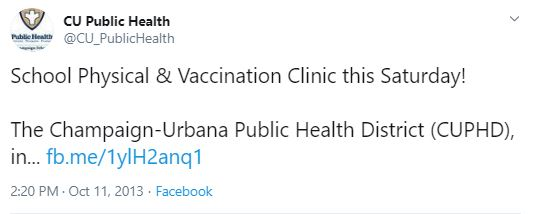 CU Public Health
@CU_PublicHealth
School Physical & Vaccination Clinic this Saturday!
The Champaign-Urbana Public Health District (CUPHD),
in... fb.me/1ylH2anq1
2:20 PM · Oct 11, 2013 · Facebook
Public Health